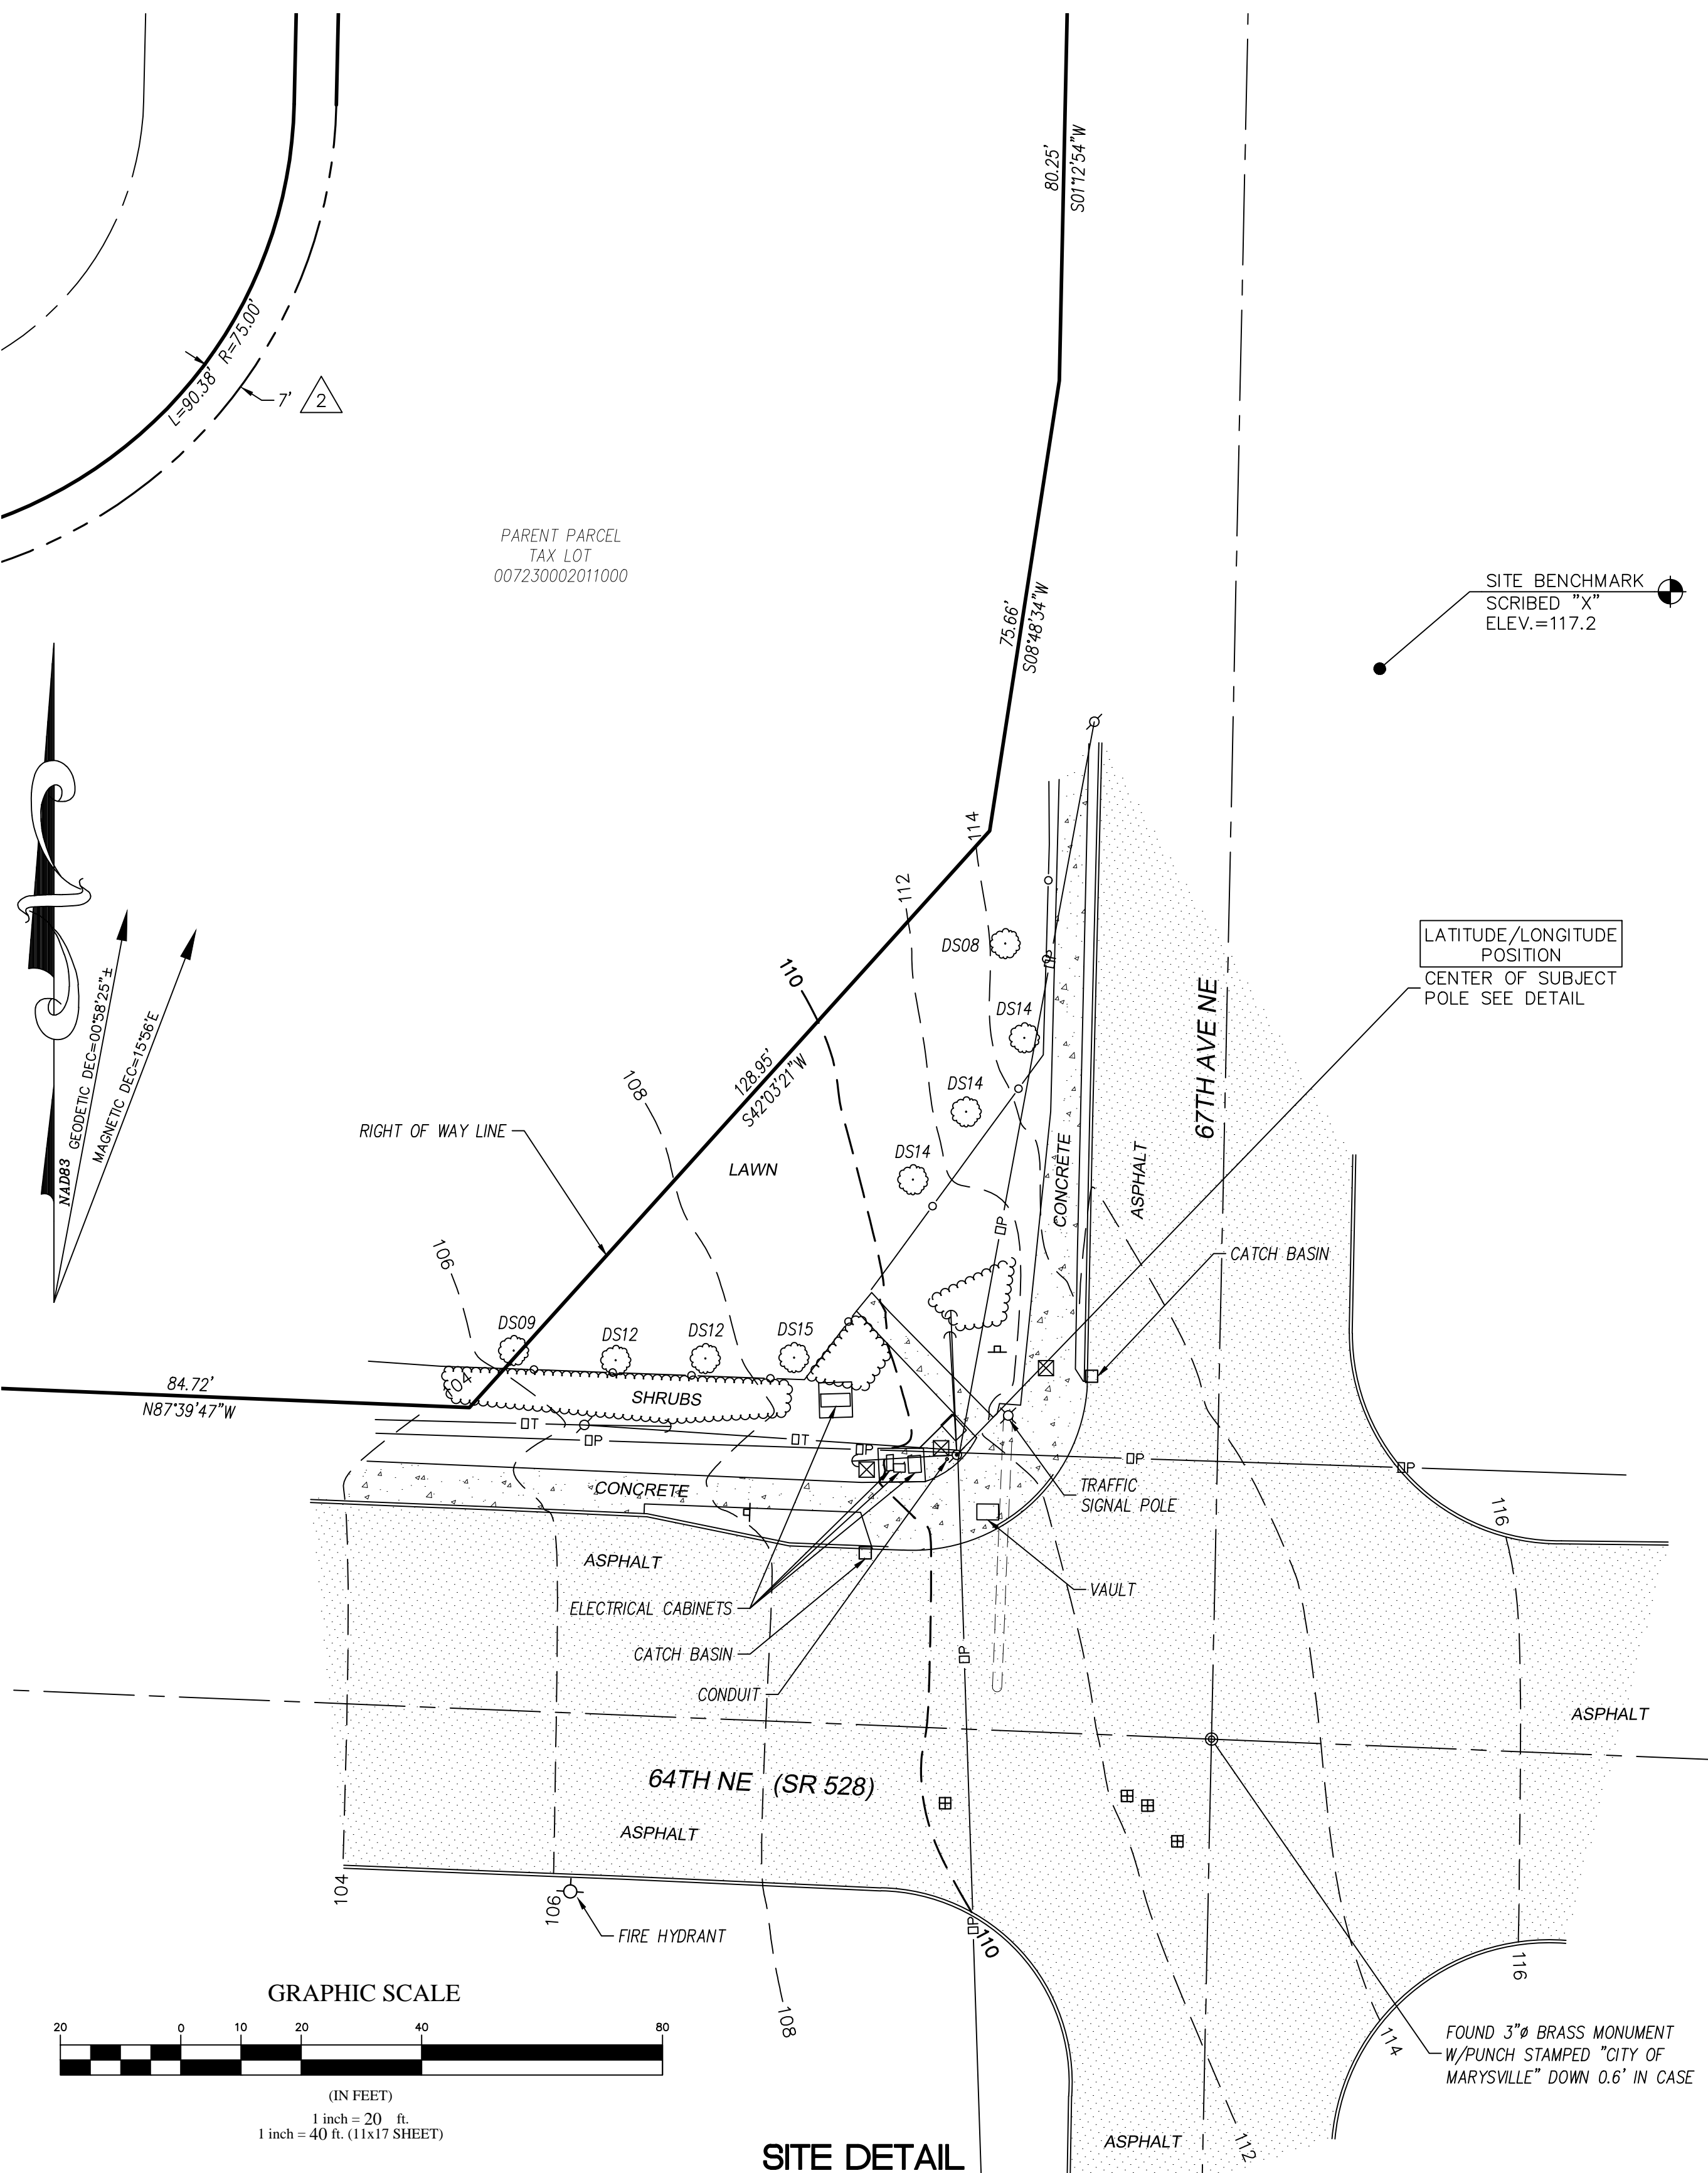 80.25'
S01°12'54"W
L=90.38' R=75.00'
7'
2
PARENT PARCEL
TAX LOT
007230002011000
75.66'
S08°48'34"W
SITE BENCHMARK
SCRIBED "X"
ELEV.=117.2
114
112
DS08
110
LATITUDE/LONGITUDE
POSITION
CENTER OF SUBJECT
POLE SEE DETAIL
NAD83
GEODETIC DEC=00°58'25"±
MAGNETIC DEC=15°56'E
DS14
67TH AVE NE
108
128.95'
S42°03'21"W
DS14
RIGHT OF WAY LINE
DS14
LAWN
CONCRETE
ASPHALT
106
CATCH BASIN
DS09
DS12
DS12
DS15
84.72'
N87°39'47"W
104
SHRUBS
▯T
▯P
▯T
▯P
▯P
▯P
▯P
▯P
CONCRETE
TRAFFIC
SIGNAL POLE
116
ASPHALT
VAULT
ELECTRICAL CABINETS
CATCH BASIN
▯P
CONDUIT
ASPHALT
64TH NE (SR 528)
ASPHALT
104
106
FIRE HYDRANT
▯P
110
116
108
114
112
FOUND 3"ø BRASS MONUMENT
W/PUNCH STAMPED "CITY OF
MARYSVILLE" DOWN 0.6' IN CASE
GRAPHIC SCALE
20 0 10 20 40 80
(IN FEET)
1 inch = 20 ft.
1 inch = 40 ft. (11x17 SHEET)
ASPHALT
SITE DETAIL